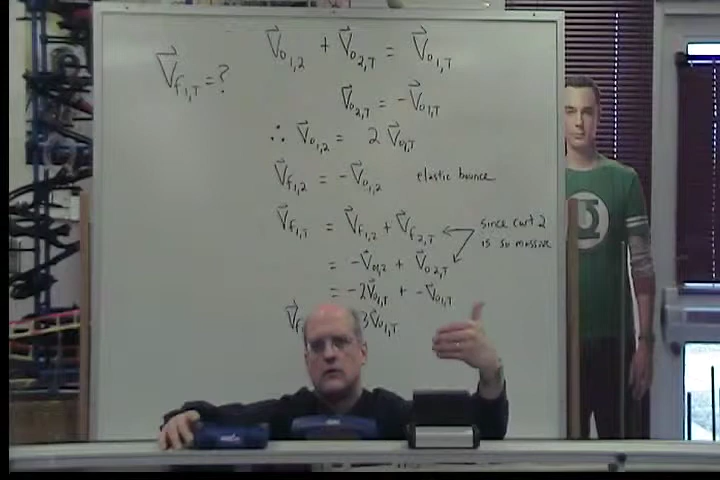 V⃗f1,T = ?
V⃗o1,2 + V⃗o2,T = V⃗o1,T
V⃗o2,T = -V⃗o1,T
∴ V⃗o1,2 = 2 V⃗o1,T
V⃗f1,2 = -V⃗o1,2 elastic bounce
V⃗f1,T = V⃗f1,2 + V⃗f2,T
since cart 2
is so massive
= -V⃗o1,2 + V⃗o2,T
= -2V⃗o1,T + -V⃗o1,T
V⃗f 3V⃗o1,T